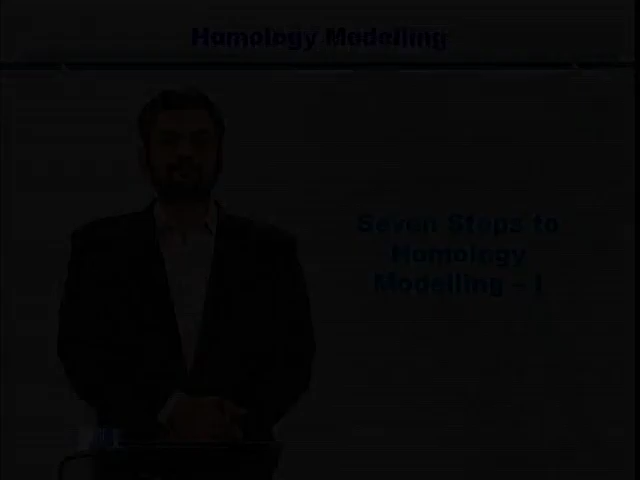 Homology Modelling
Seven Steps to
Homology
Modelling - I